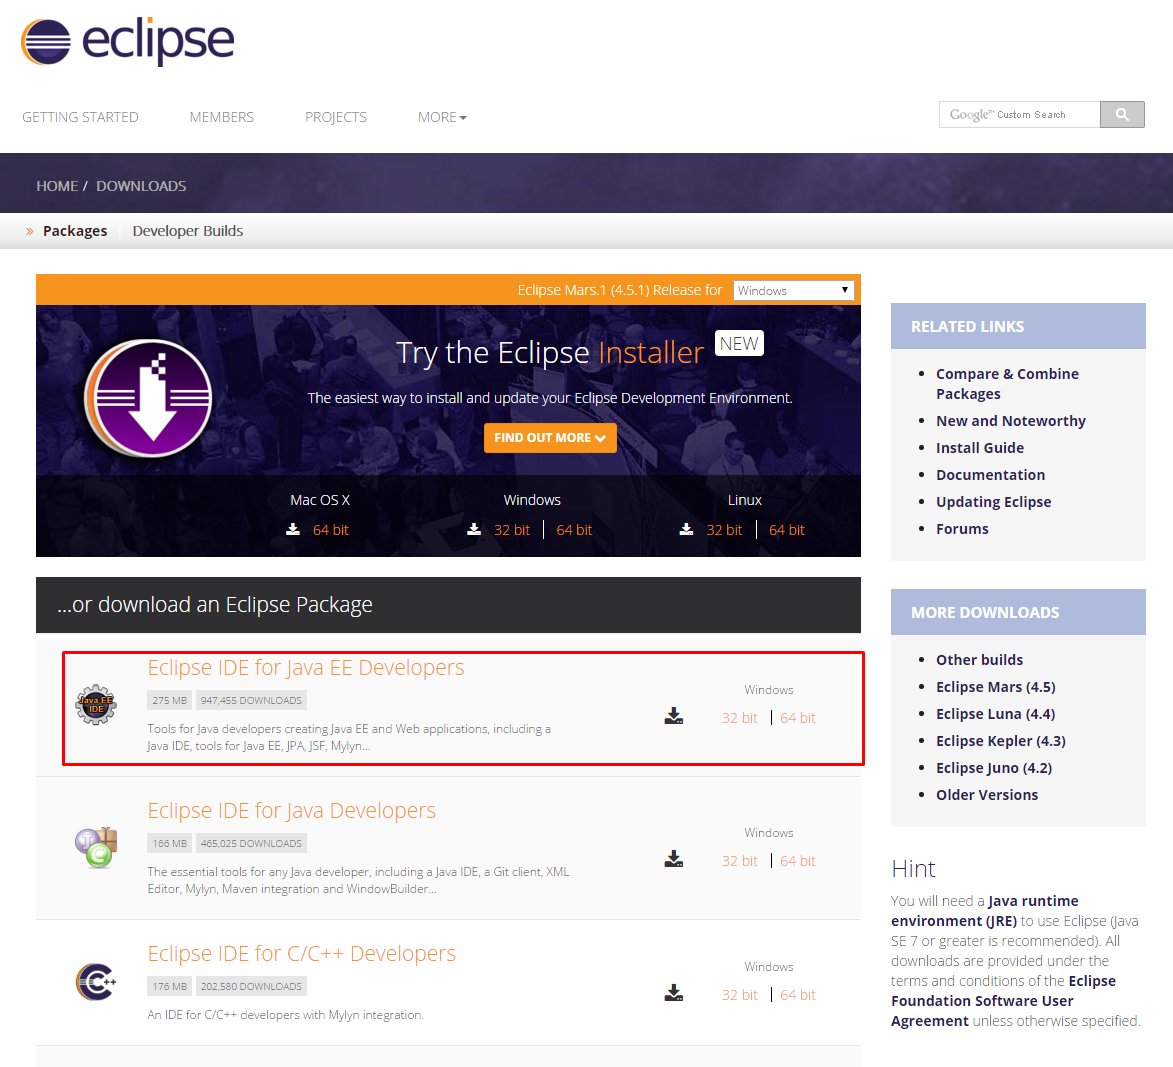 eclipse
GETTING STARTED
MEMBERS
PROJECTS
MORE
Google™ Custom Search
HOME / DOWNLOADS
» Packages
Developer Builds
Eclipse Mars.1 (4.5.1) Release for
Windows
Try the Eclipse Installer NEW
The easiest way to install and update your Eclipse Development Environment.
FIND OUT MORE
Mac OS X
64 bit
Windows
32 bit | 64 bit
Linux
32 bit | 64 bit
...or download an Eclipse Package
Java EE
IDE
Eclipse IDE for Java EE Developers
275 MB
947,455 DOWNLOADS
Tools for Java developers creating Java EE and Web applications, including a
Java IDE, tools for Java EE, JPA, JSF, Mylyn...
Windows
32 bit | 64 bit
Eclipse IDE for Java Developers
166 MB
465,025 DOWNLOADS
The essential tools for any Java developer, including a Java IDE, a Git client, XML
Editor, Mylyn, Maven integration and WindowBuilder...
Windows
32 bit | 64 bit
C++
Eclipse IDE for C/C++ Developers
176 MB
202,580 DOWNLOADS
An IDE for C/C++ developers with Mylyn integration.
Windows
32 bit | 64 bit
RELATED LINKS
• Compare & Combine
Packages
• New and Noteworthy
• Install Guide
• Documentation
• Updating Eclipse
• Forums
MORE DOWNLOADS
• Other builds
• Eclipse Mars (4.5)
• Eclipse Luna (4.4)
• Eclipse Kepler (4.3)
• Eclipse Juno (4.2)
• Older Versions
Hint
You will need a Java runtime
environment (JRE) to use Eclipse (Java
SE 7 or greater is recommended). All
downloads are provided under the
terms and conditions of the Eclipse
Foundation Software User
Agreement unless otherwise specified.